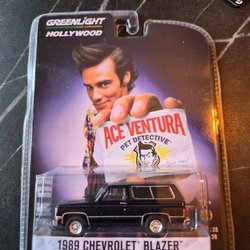 GREENLIGHT
HOLLYWOOD
ACE VENTURA
PET DETECTIVE
1989 CHEVROLET BLAZER